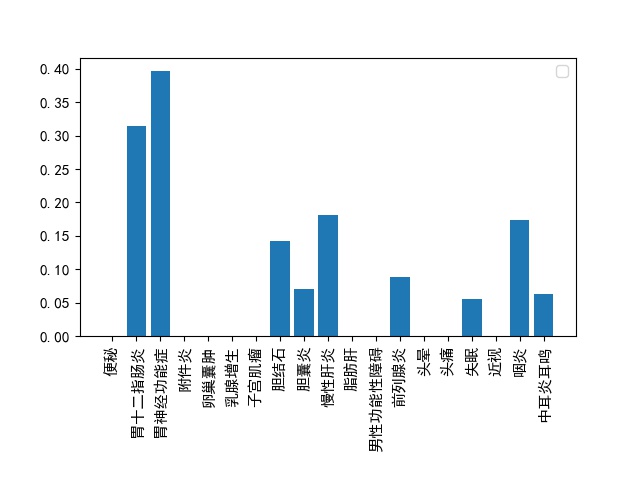 0.40
0.35
0.30
0.25
0.20
0.15
0.10
0.05
0.00
便秘
胃十二指肠炎
胃神经功能症
附件炎
卵巢囊肿
乳腺增生
子宫肌瘤
胆结石
胆囊炎
慢性肝炎
脂肪肝
男性功能性障碍
前列腺炎
头晕
头痛
失眠
近视
咽炎
中耳炎耳鸣